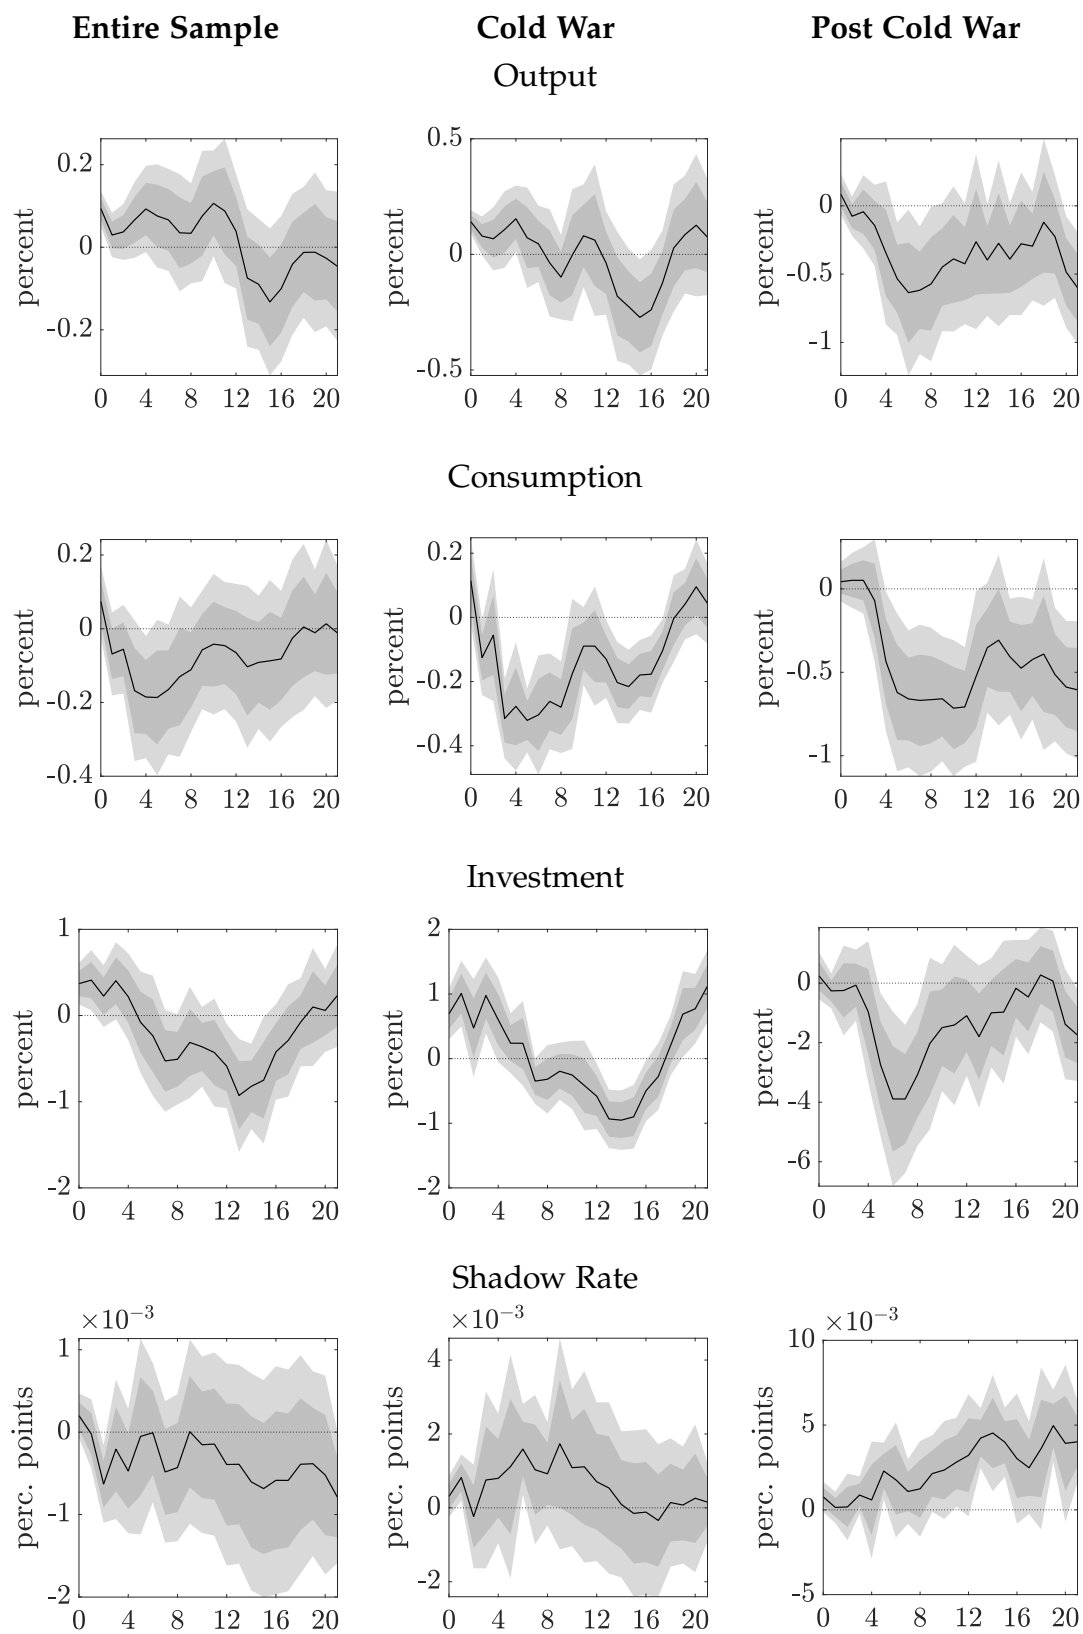 Entire Sample Cold War Post Cold War
Output
percent 0.2 0 -0.2 0 4 8 12 16 20
percent 0.5 0 -0.5 0 4 8 12 16 20
percent 0 -0.5 -1 0 4 8 12 16 20
Consumption
percent 0.2 0 -0.2 -0.4 0 4 8 12 16 20
percent 0.2 0 -0.2 -0.4 0 4 8 12 16 20
percent 0 -0.5 -1 0 4 8 12 16 20
Investment
percent 1 0 -1 -2 0 4 8 12 16 20
percent 2 1 0 -1 -2 0 4 8 12 16 20
percent 0 -2 -4 -6 0 4 8 12 16 20
Shadow Rate
×10⁻³ perc. points 1 0 -1 -2 0 4 8 12 16 20
×10⁻³ perc. points 4 2 0 -2 0 4 8 12 16 20
×10⁻³ perc. points 10 5 0 -5 0 4 8 12 16 20